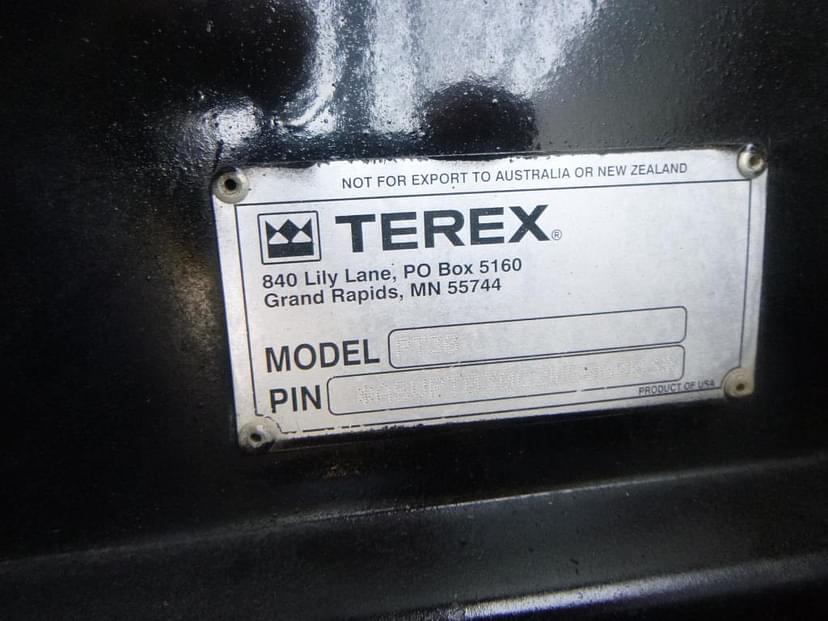 NOT FOR EXPORT TO AUSTRALIA OR NEW ZEALAND
TEREX®
840 Lily Lane, PO Box 5160
Grand Rapids, MN 55744
MODEL
PIN
PRODUCT OF USA